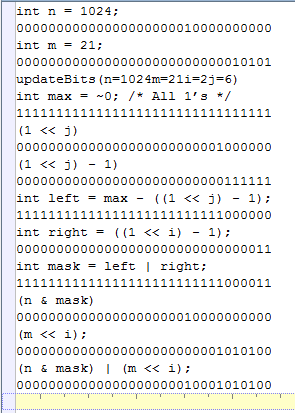 int n = 1024;
00000000000000000000010000000000
int m = 21;
00000000000000000000000000010101
updateBits(n=1024m=21i=2j=6)
int max = ~0; /* All 1’s */
11111111111111111111111111111111
(1 << j)
00000000000000000000000001000000
(1 << j) - 1)
00000000000000000000000000111111
int left = max - ((1 << j) - 1);
11111111111111111111111111000000
int right = ((1 << i) - 1);
00000000000000000000000000000011
int mask = left | right;
11111111111111111111111111000011
(n & mask)
00000000000000000000010000000000
(m << i);
00000000000000000000000001010100
(n & mask) | (m << i);
00000000000000000000010001010100